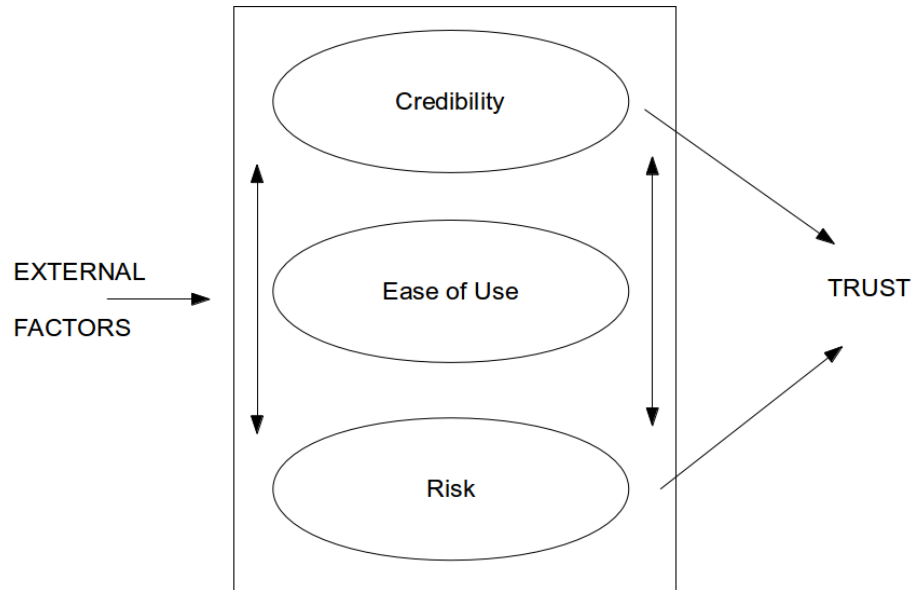 Credibility
EXTERNAL
FACTORS
Ease of Use
TRUST
Risk